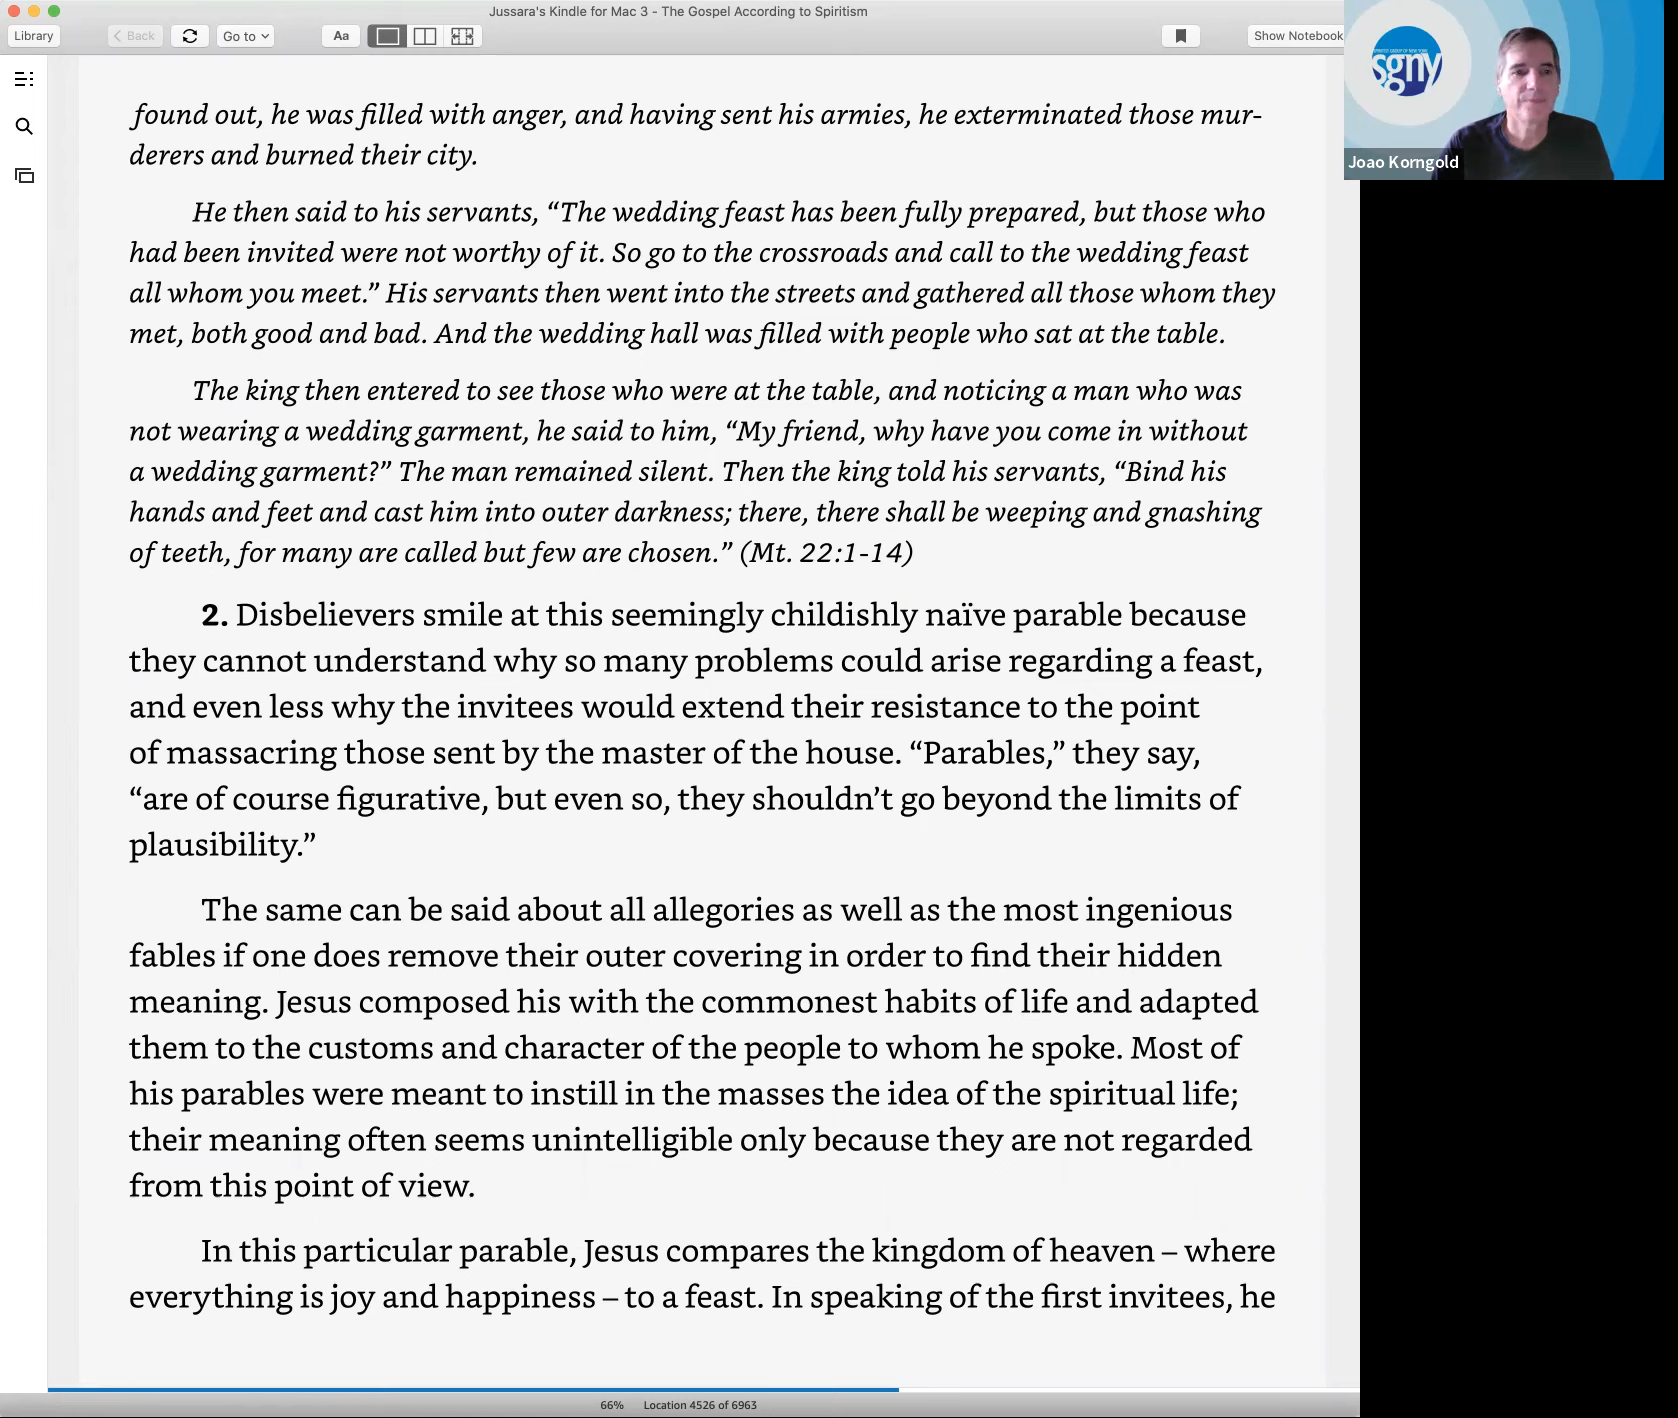 Jussara's Kindle for Mac 3 - The Gospel According to Spiritism
Library
Back
Go to
Aa
Show Notebook
sgny
Joao Korngold
found out, he was filled with anger, and having sent his armies, he exterminated those mur-
derers and burned their city.
He then said to his servants, “The wedding feast has been fully prepared, but those who
had been invited were not worthy of it. So go to the crossroads and call to the wedding feast
all whom you meet.” His servants then went into the streets and gathered all those whom they
met, both good and bad. And the wedding hall was filled with people who sat at the table.
The king then entered to see those who were at the table, and noticing a man who was
not wearing a wedding garment, he said to him, “My friend, why have you come in without
a wedding garment?” The man remained silent. Then the king told his servants, “Bind his
hands and feet and cast him into outer darkness; there, there shall be weeping and gnashing
of teeth, for many are called but few are chosen.” (Mt. 22:1-14)
2. Disbelievers smile at this seemingly childishly naïve parable because
they cannot understand why so many problems could arise regarding a feast,
and even less why the invitees would extend their resistance to the point
of massacring those sent by the master of the house. “Parables,” they say,
“are of course figurative, but even so, they shouldn’t go beyond the limits of
plausibility.”
The same can be said about all allegories as well as the most ingenious
fables if one does remove their outer covering in order to find their hidden
meaning. Jesus composed his with the commonest habits of life and adapted
them to the customs and character of the people to whom he spoke. Most of
his parables were meant to instill in the masses the idea of the spiritual life;
their meaning often seems unintelligible only because they are not regarded
from this point of view.
In this particular parable, Jesus compares the kingdom of heaven – where
everything is joy and happiness – to a feast. In speaking of the first invitees, he
66% Location 4526 of 6963